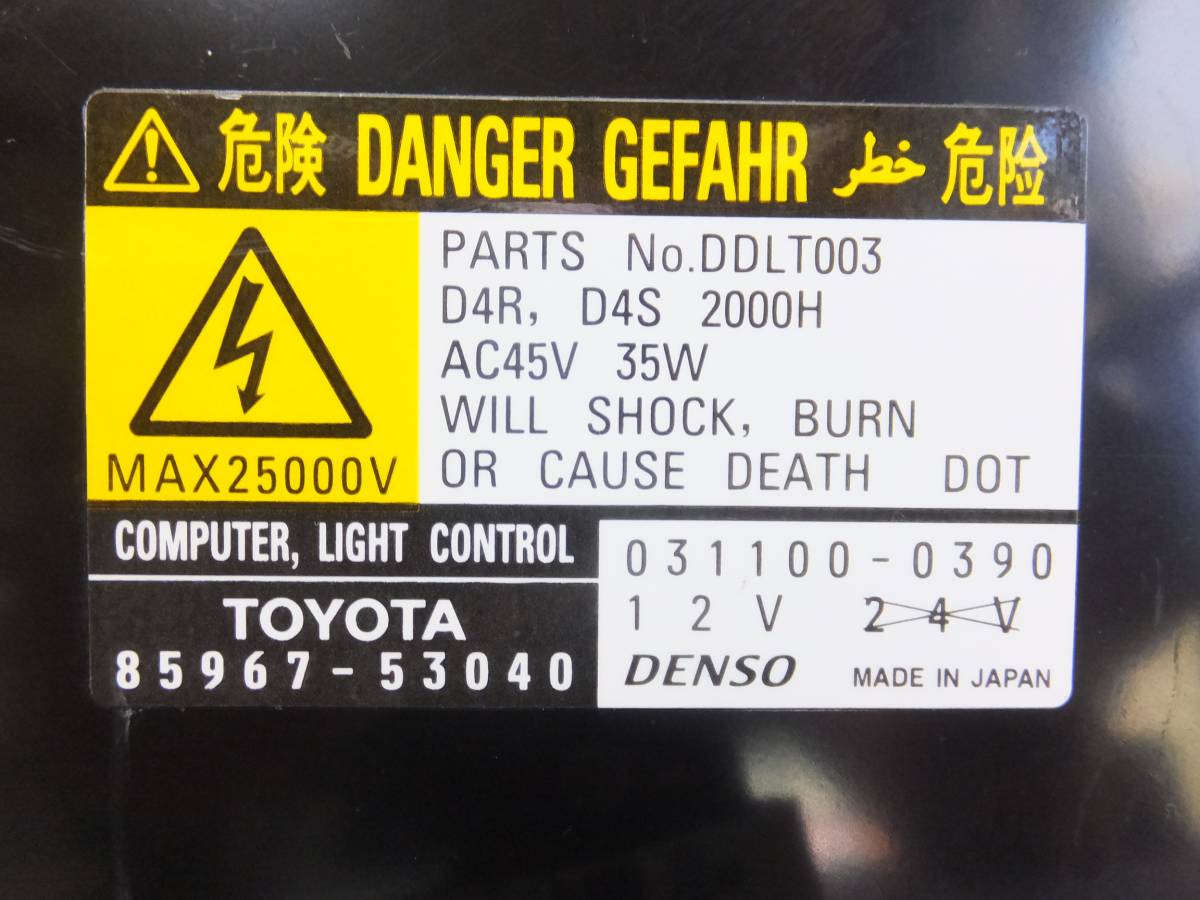 危険 DANGER GEFAHR خطر 危险
PARTS No.DDLT003
D4R, D4S 2000H
AC45V 35W
WILL SHOCK, BURN
OR CAUSE DEATH DOT
MAX25000V
COMPUTER, LIGHT CONTROL
TOYOTA
85967-53040
031100-0390
12V 24V
DENSO MADE IN JAPAN